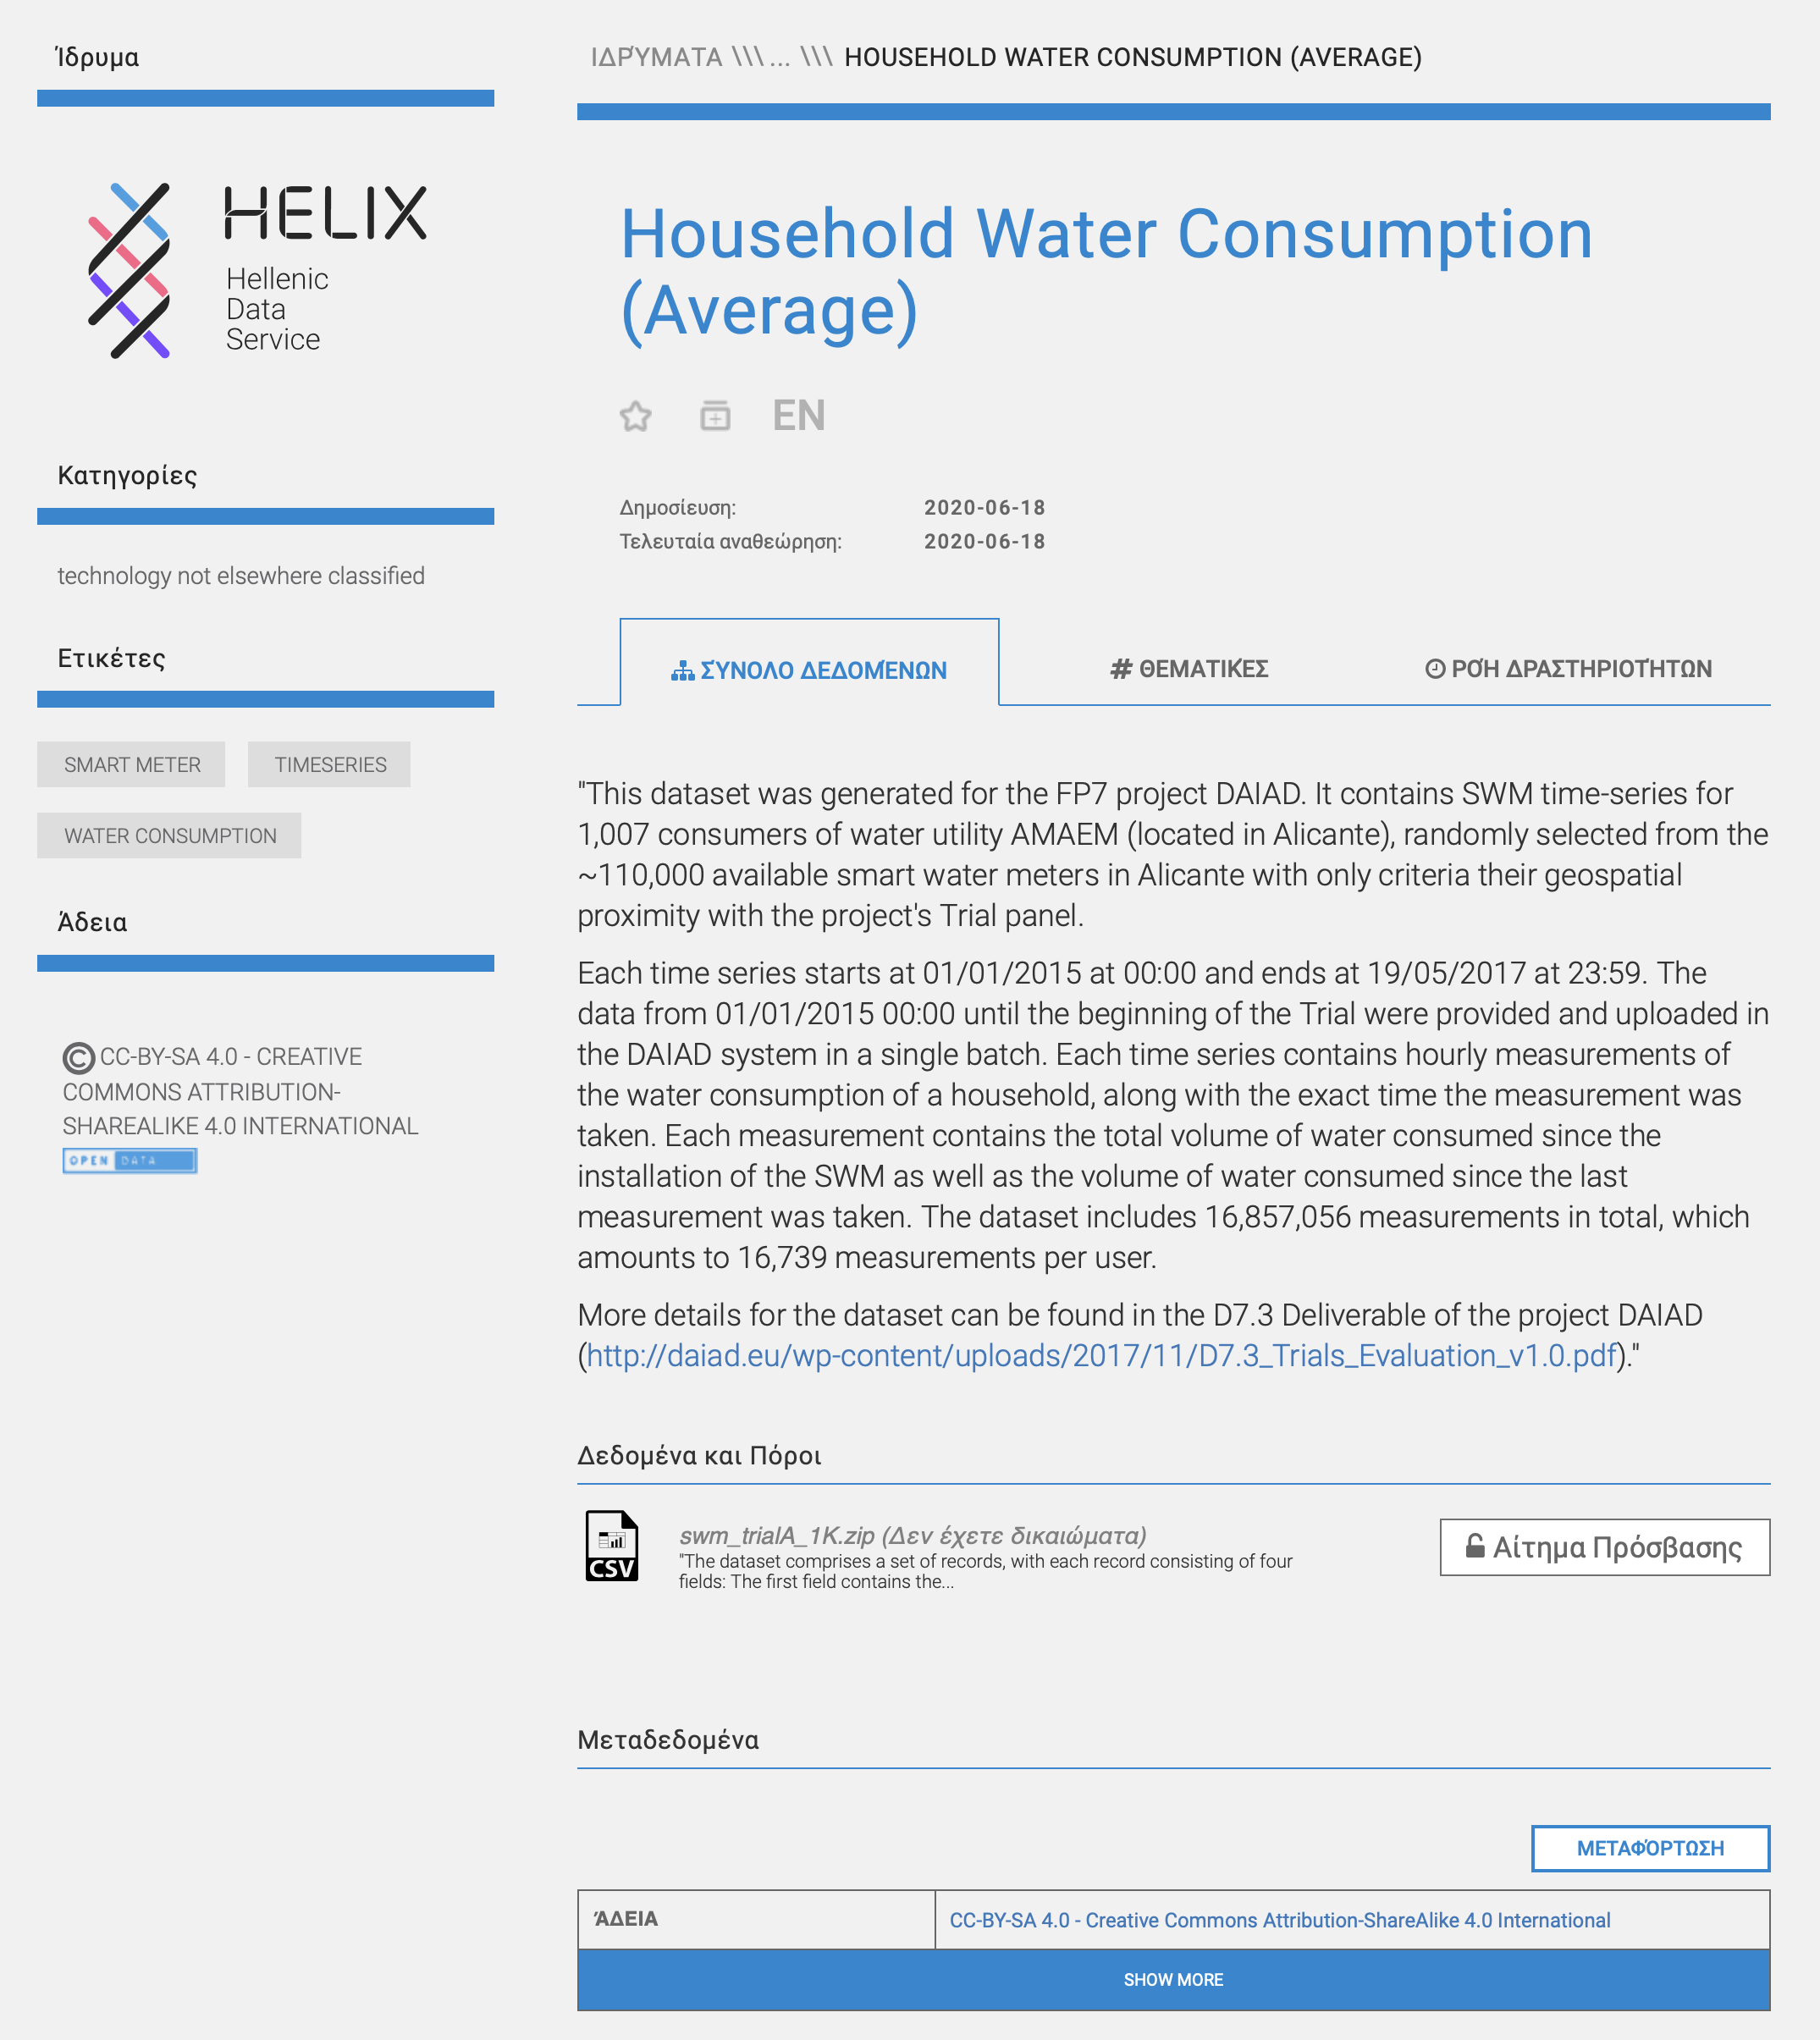 Ίδρυμα
HELIX
Hellenic
Data
Service
Κατηγορίες
technology not elsewhere classified
Ετικέτες
SMART METER TIMESERIES
WATER CONSUMPTION
Άδεια
© CC-BY-SA 4.0 - CREATIVE
COMMONS ATTRIBUTION-
SHAREALIKE 4.0 INTERNATIONAL
OPEN DATA
ΙΔΡΎΜΑΤΑ \\\ ... \\\ HOUSEHOLD WATER CONSUMPTION (AVERAGE)
Household Water Consumption
(Average)
EN
Δημοσίευση: 2020-06-18
Τελευταία αναθεώρηση: 2020-06-18
ΣΎΝΟΛΟ ΔΕΔΟΜΈΝΩΝ # ΘΕΜΑΤΙΚΈΣ ΡΟΉ ΔΡΑΣΤΗΡΙΟΤΉΤΩΝ
"This dataset was generated for the FP7 project DAIAD. It contains SWM time-series for
1,007 consumers of water utility AMAEM (located in Alicante), randomly selected from the
~110,000 available smart water meters in Alicante with only criteria their geospatial
proximity with the project's Trial panel.
Each time series starts at 01/01/2015 at 00:00 and ends at 19/05/2017 at 23:59. The
data from 01/01/2015 00:00 until the beginning of the Trial were provided and uploaded in
the DAIAD system in a single batch. Each time series contains hourly measurements of
the water consumption of a household, along with the exact time the measurement was
taken. Each measurement contains the total volume of water consumed since the
installation of the SWM as well as the volume of water consumed since the last
measurement was taken. The dataset includes 16,857,056 measurements in total, which
amounts to 16,739 measurements per user.
More details for the dataset can be found in the D7.3 Deliverable of the project DAIAD
(http://daiad.eu/wp-content/uploads/2017/11/D7.3_Trials_Evaluation_v1.0.pdf)."
Δεδομένα και Πόροι
CSV
swm_trialA_1K.zip (Δεν έχετε δικαιώματα)
"The dataset comprises a set of records, with each record consisting of four
fields: The first field contains the...
Αίτημα Πρόσβασης
Μεταδεδομένα
ΜΕΤΑΦΌΡΤΩΣΗ
ΆΔΕΙΑ CC-BY-SA 4.0 - Creative Commons Attribution-ShareAlike 4.0 International
SHOW MORE